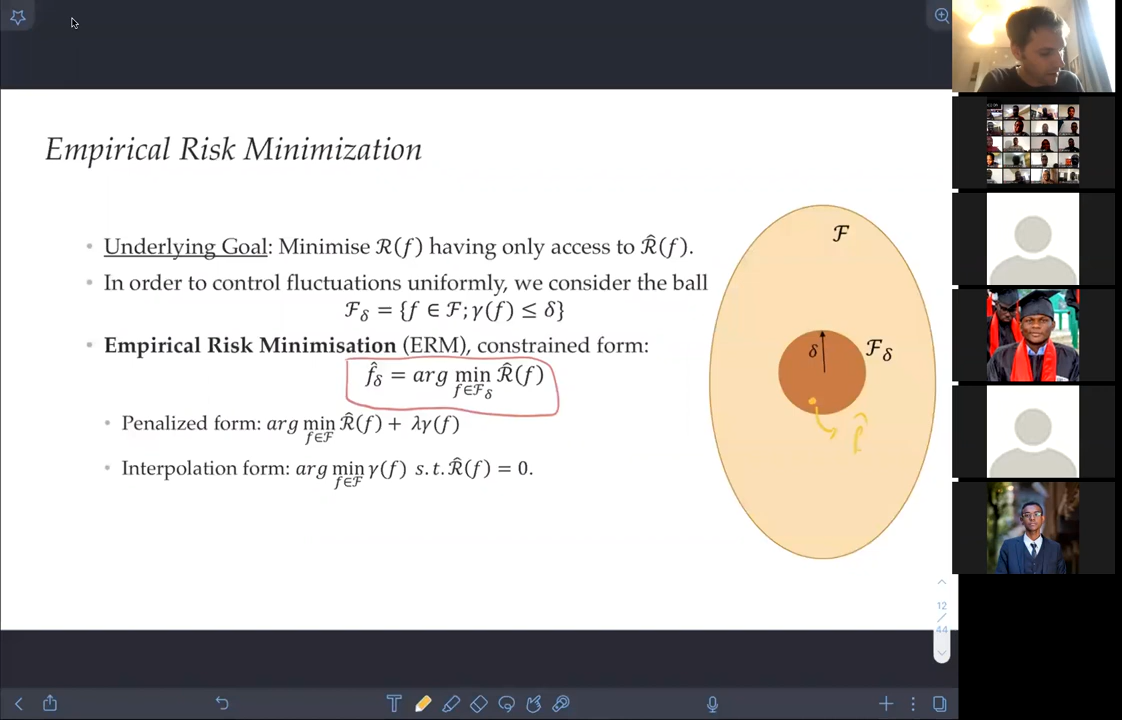 Empirical Risk Minimization
• Underlying Goal: Minimise ℛ(f) having only access to ℛ̂(f).
• In order to control fluctuations uniformly, we consider the ball
ℱ_δ = {f ∈ ℱ; γ(f) ≤ δ}
• Empirical Risk Minimisation (ERM), constrained form:
f̂_δ = arg min_{f∈ℱ_δ} ℛ̂(f)
• Penalized form: arg min_{f∈ℱ} ℛ̂(f) + λγ(f)
• Interpolation form: arg min_{f∈ℱ} γ(f) s.t. ℛ̂(f) = 0.
ℱ
δ
ℱ_δ
f̂
12
/
44
T